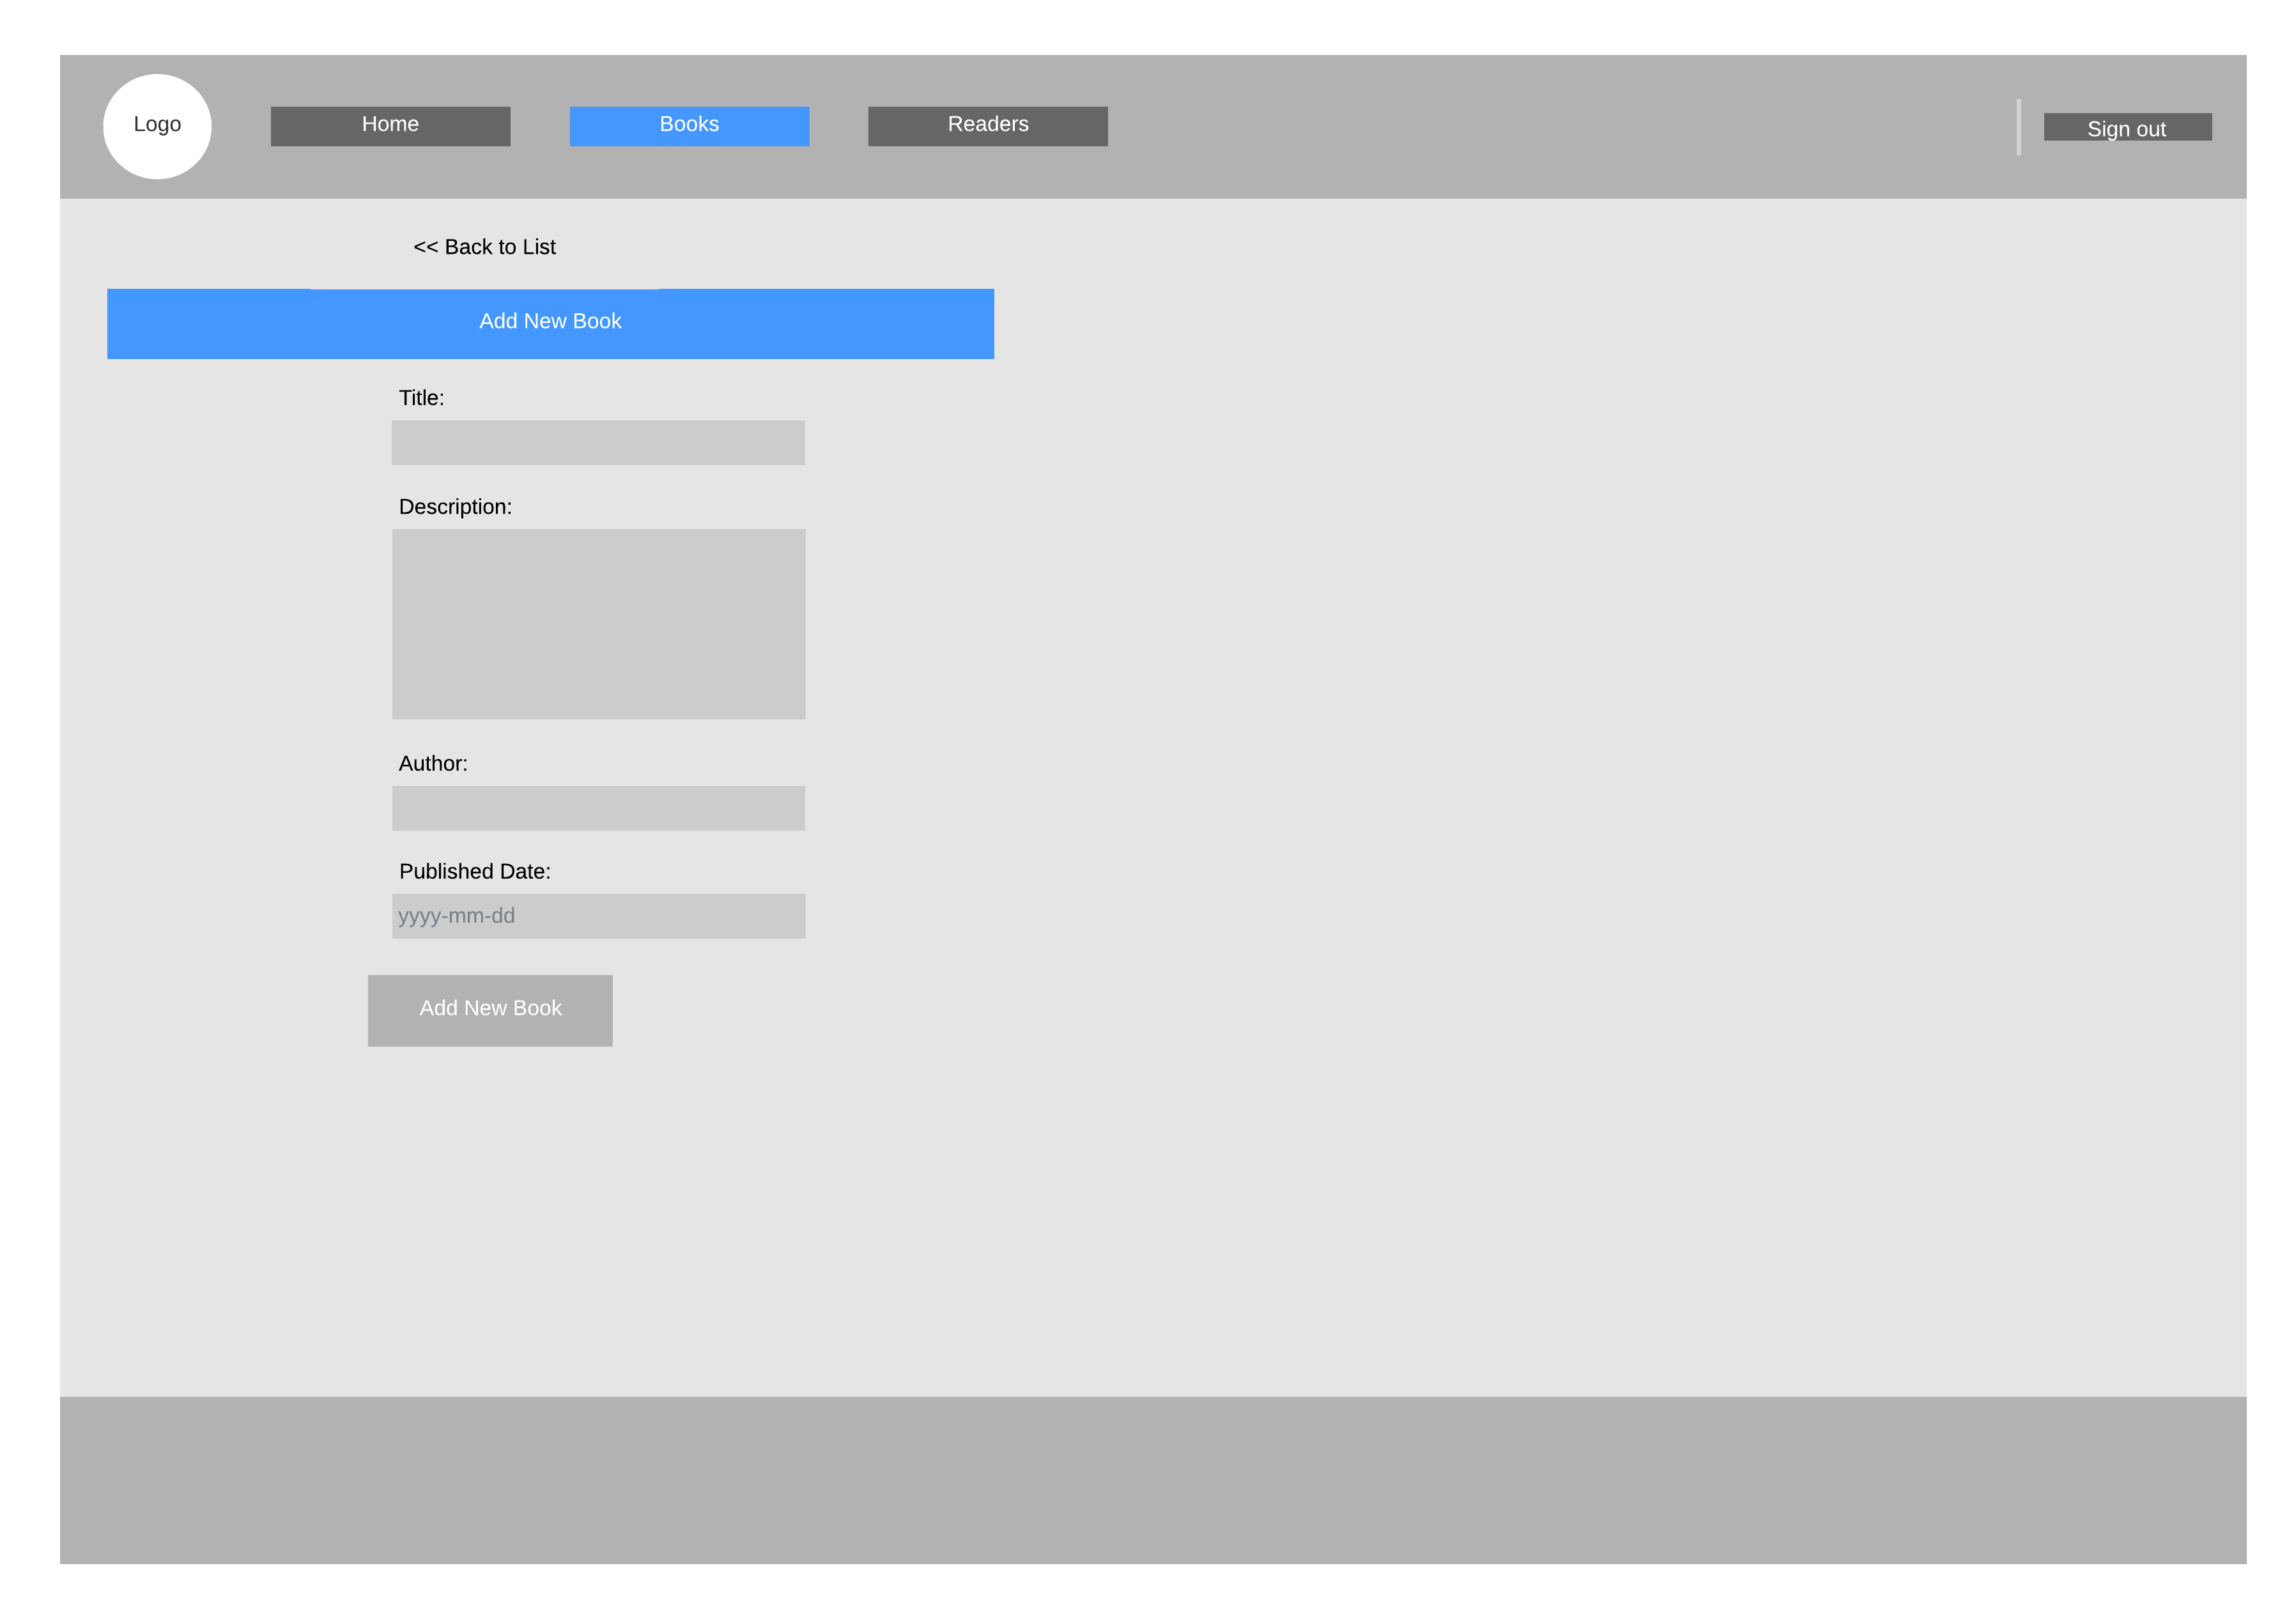 Logo
Home
Books
Readers
Sign out
<< Back to List
Add New Book
Title:
Description:
Author:
Published Date:
yyyy-mm-dd
Add New Book